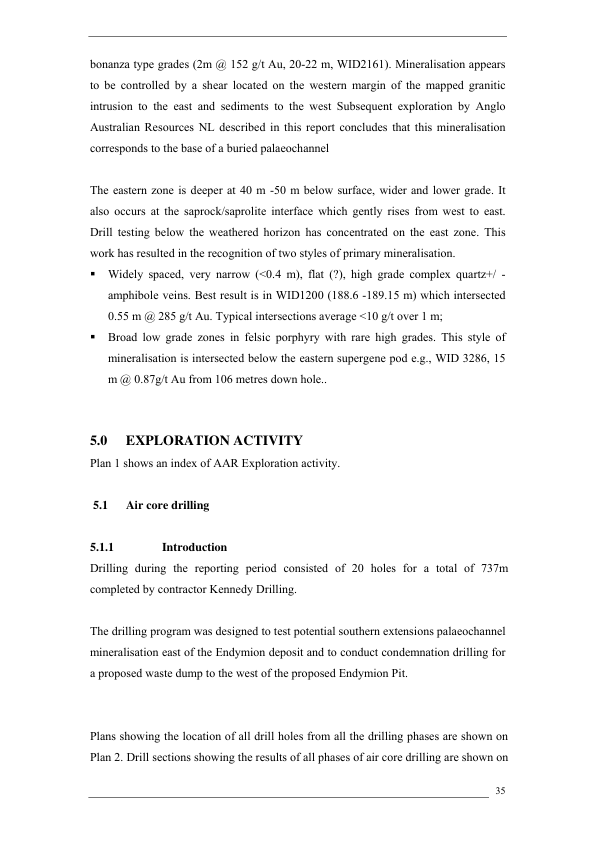 bonanza type grades (2m @ 152 g/t Au, 20-22 m, WID2161). Mineralisation appears
to be controlled by a shear located on the western margin of the mapped granitic
intrusion to the east and sediments to the west Subsequent exploration by Anglo
Australian Resources NL described in this report concludes that this mineralisation
corresponds to the base of a buried palaeochannel
The eastern zone is deeper at 40 m -50 m below surface, wider and lower grade. It
also occurs at the saprock/saprolite interface which gently rises from west to east.
Drill testing below the weathered horizon has concentrated on the east zone. This
work has resulted in the recognition of two styles of primary mineralisation.
▪ Widely spaced, very narrow (<0.4 m), flat (?), high grade complex quartz+/ -
amphibole veins. Best result is in WID1200 (188.6 -189.15 m) which intersected
0.55 m @ 285 g/t Au. Typical intersections average <10 g/t over 1 m;
▪ Broad low grade zones in felsic porphyry with rare high grades. This style of
mineralisation is intersected below the eastern supergene pod e.g., WID 3286, 15
m @ 0.87g/t Au from 106 metres down hole..
5.0 EXPLORATION ACTIVITY
Plan 1 shows an index of AAR Exploration activity.
5.1 Air core drilling
5.1.1 Introduction
Drilling during the reporting period consisted of 20 holes for a total of 737m
completed by contractor Kennedy Drilling.
The drilling program was designed to test potential southern extensions palaeochannel
mineralisation east of the Endymion deposit and to conduct condemnation drilling for
a proposed waste dump to the west of the proposed Endymion Pit.
Plans showing the location of all drill holes from all the drilling phases are shown on
Plan 2. Drill sections showing the results of all phases of air core drilling are shown on
35